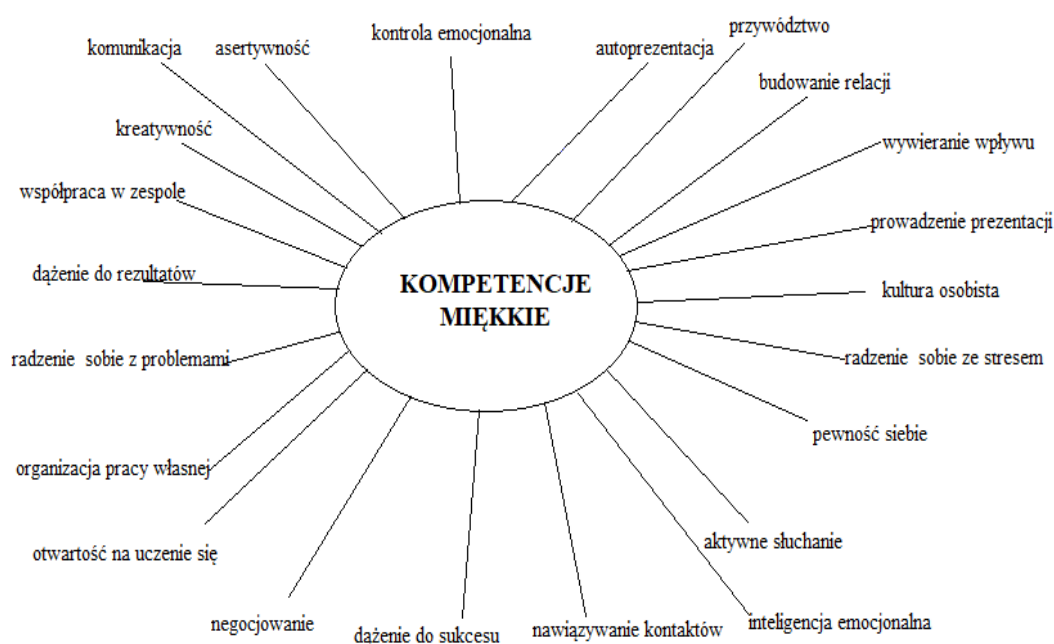 przywództwo
kontrola emocjonalna
komunikacja
asertywność
autoprezentacja
budowanie relacji
kreatywność
wywieranie wpływu
współpraca w zespole
prowadzenie prezentacji
dążenie do rezultatów
KOMPETENCJE
MIĘKKIE
kultura osobista
radzenie sobie z problemami
radzenie sobie ze stresem
pewność siebie
organizacja pracy własnej
aktywne słuchanie
otwartość na uczenie się
negocjowanie
dążenie do sukcesu
nawiązywanie kontaktów
inteligencja emocjonalna